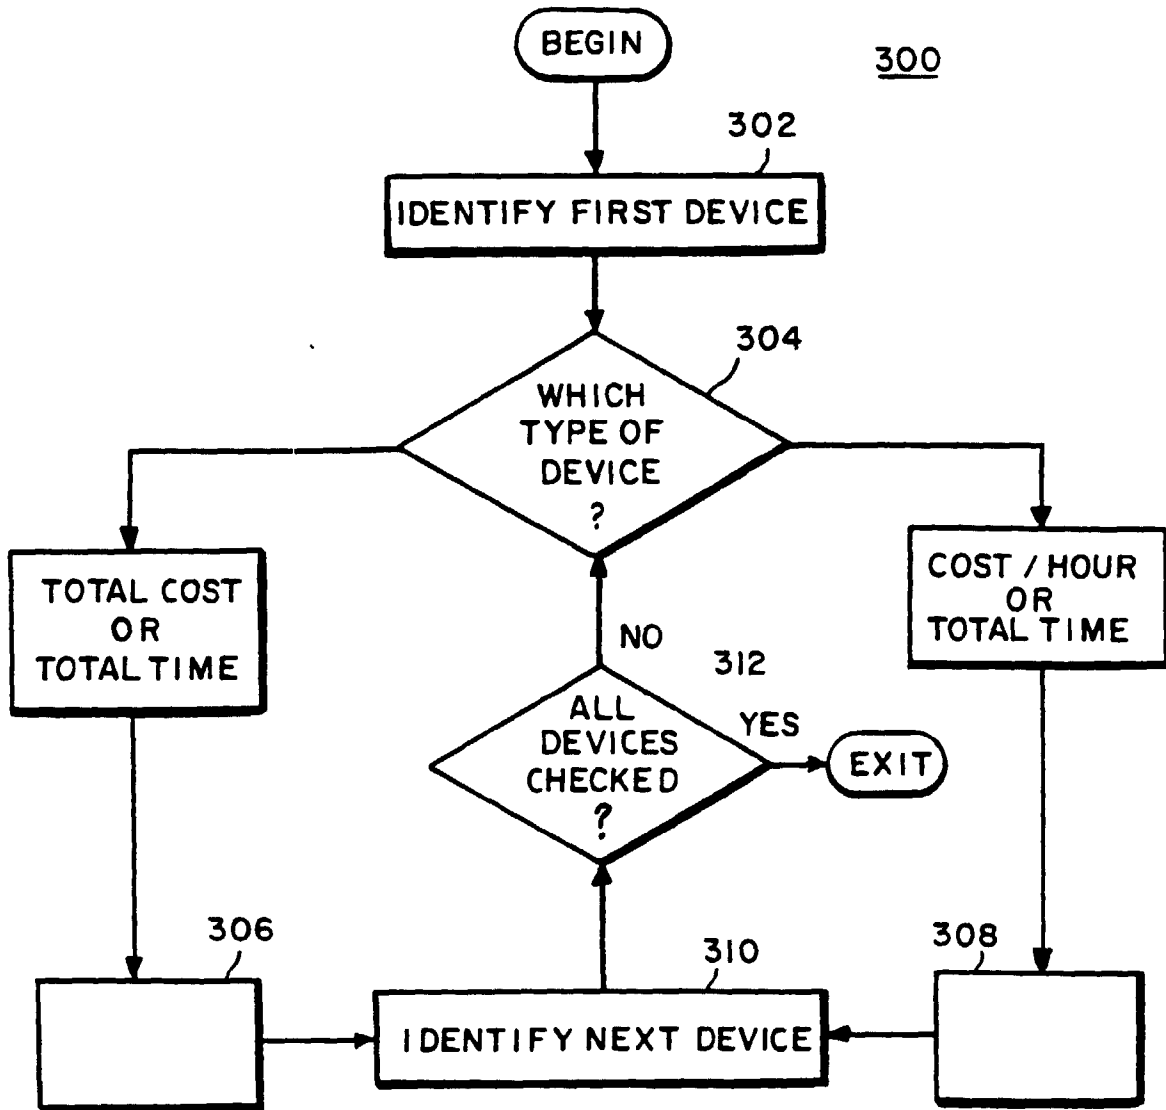 BEGIN
300
302
IDENTIFY FIRST DEVICE
304
WHICH
TYPE OF
DEVICE
?
TOTAL COST
OR
TOTAL TIME
COST / HOUR
OR
TOTAL TIME
NO
312
ALL
DEVICES
CHECKED
?
YES
EXIT
306
310
308
IDENTIFY NEXT DEVICE